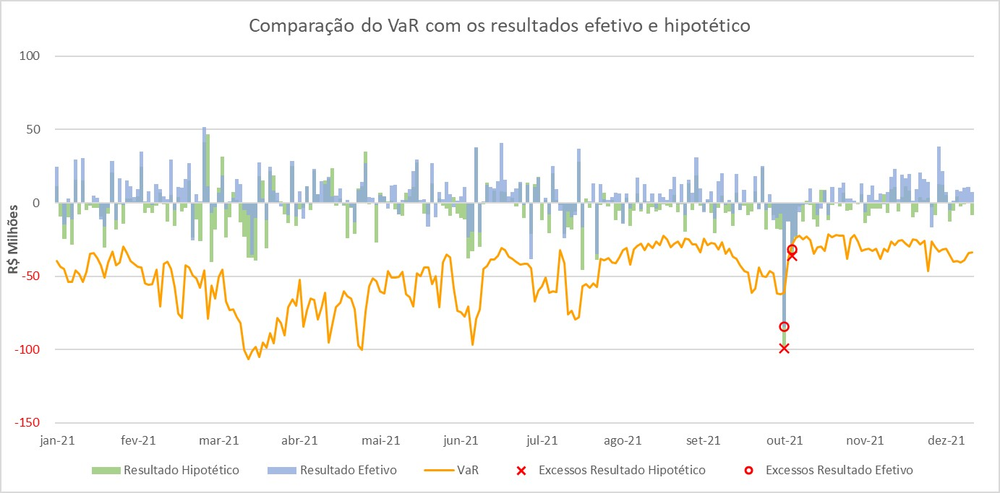 Comparação do VaR com os resultados efetivo e hipotético
100
50
0
-50
-100
-150
R$ Milhões
jan-21 fev-21 mar-21 abr-21 mai-21 jun-21 jul-21 ago-21 set-21 out-21 nov-21 dez-21
Resultado Hipotético Resultado Efetivo VaR Excessos Resultado Hipotético Excessos Resultado Efetivo